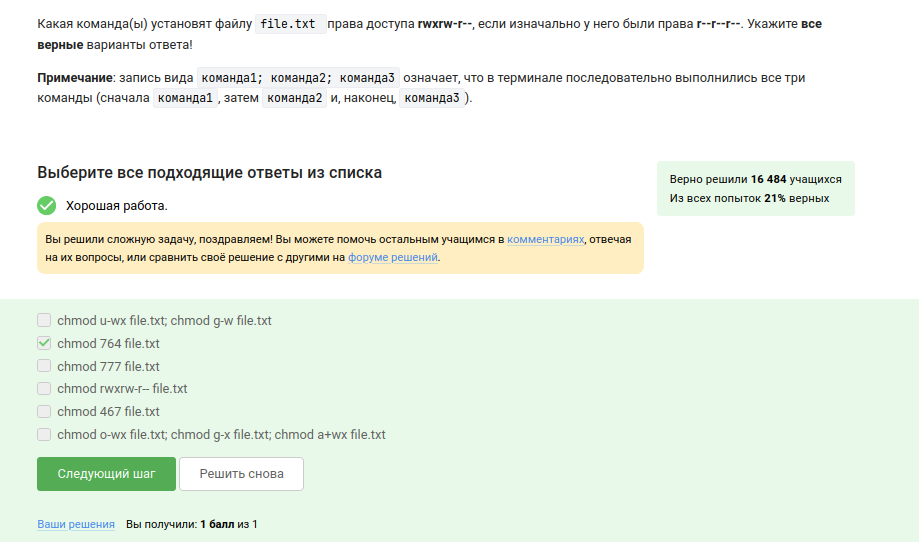 Какая команда(ы) установят файлу file.txt права доступа rwxrw-r--, если изначально у него были права r--r--r--. Укажите все
верные варианты ответа!
Примечание: запись вида команда1; команда2; команда3 означает, что в терминале последовательно выполнились все три
команды (сначала команда1, затем команда2 и, наконец, команда3).
Выберите все подходящие ответы из списка
Верно решили 16 484 учащихся
Из всех попыток 21% верных
Хорошая работа.
Вы решили сложную задачу, поздравляем! Вы можете помочь остальным учащимся в комментариях, отвечая
на их вопросы, или сравнить своё решение с другими на форуме решений.
chmod u-wx file.txt; chmod g-w file.txt
chmod 764 file.txt
chmod 777 file.txt
chmod rwxrw-r-- file.txt
chmod 467 file.txt
chmod o-wx file.txt; chmod g-x file.txt; chmod a+wx file.txt
Следующий шаг
Решить снова
Ваши решения Вы получили: 1 балл из 1